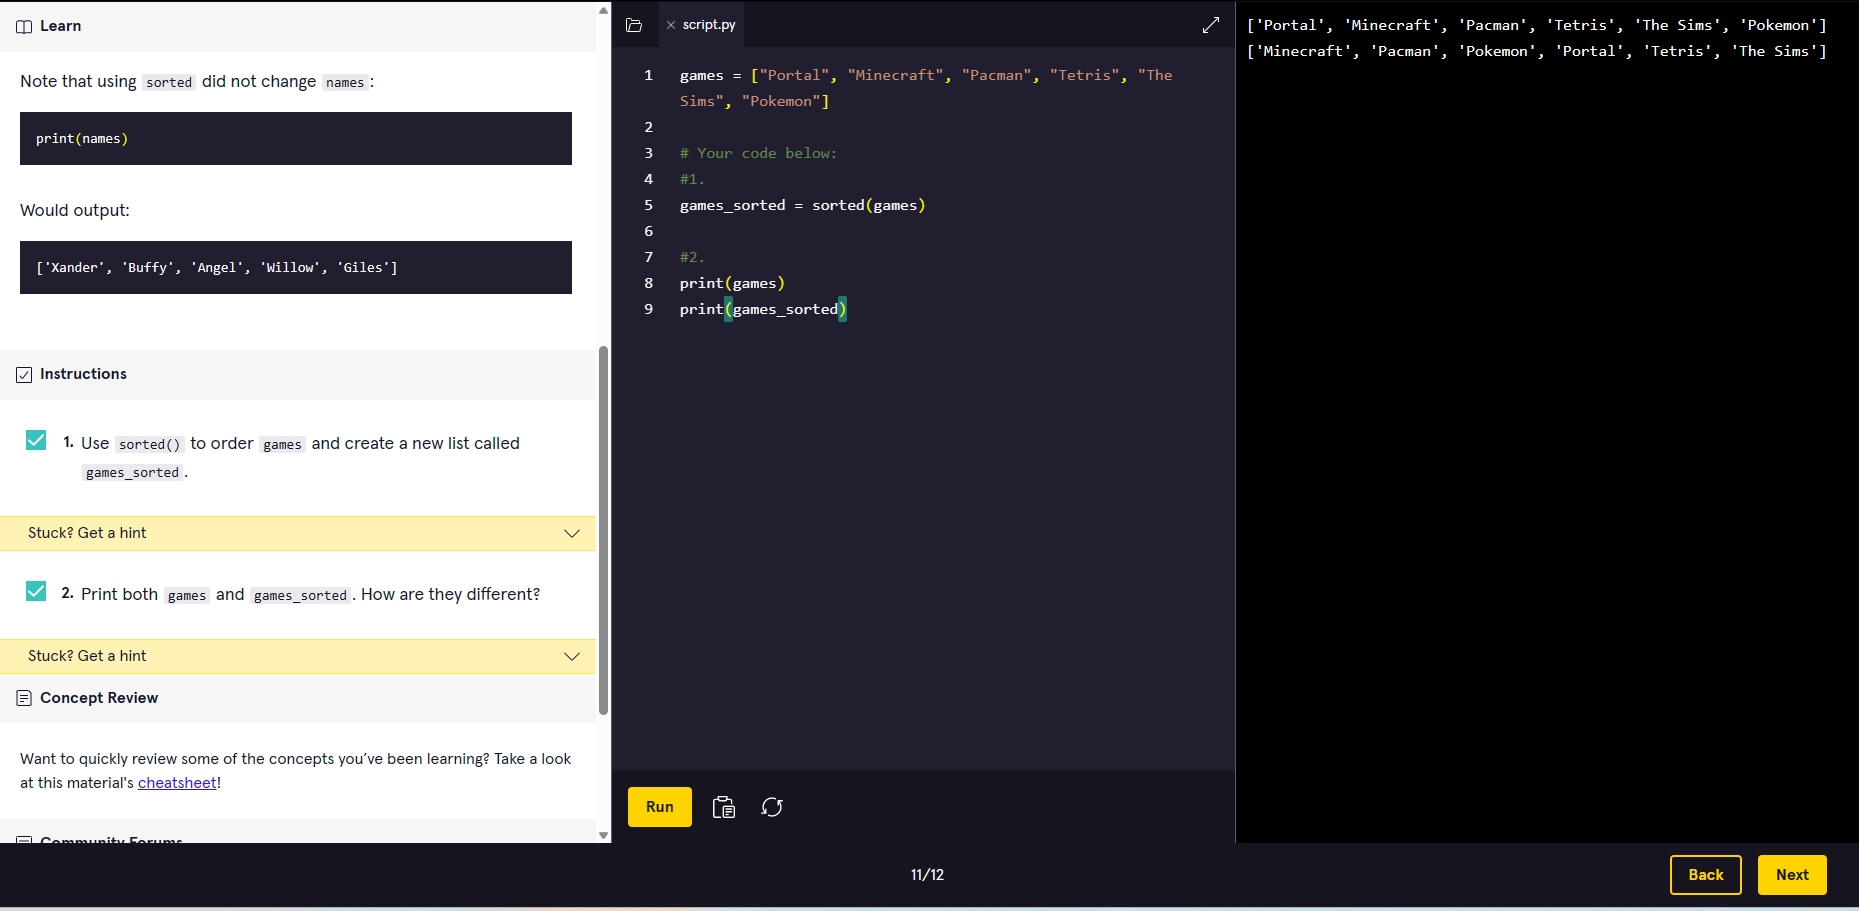 Learn
Note that using sorted did not change names:
print(names)
Would output:
['Xander', 'Buffy', 'Angel', 'Willow', 'Giles']
Instructions
1. Use sorted() to order games and create a new list called
games_sorted.
Stuck? Get a hint
2. Print both games and games_sorted. How are they different?
Stuck? Get a hint
Concept Review
Want to quickly review some of the concepts you've been learning? Take a look
at this material's cheatsheet!
Community Forums
script.py
1 games = ["Portal", "Minecraft", "Pacman", "Tetris", "The
Sims", "Pokemon"]
2
3 # Your code below:
4 #1.
5 games_sorted = sorted(games)
6
7 #2.
8 print(games)
9 print(games_sorted)
Run
['Portal', 'Minecraft', 'Pacman', 'Tetris', 'The Sims', 'Pokemon']
['Minecraft', 'Pacman', 'Pokemon', 'Portal', 'Tetris', 'The Sims']
11/12
Back
Next